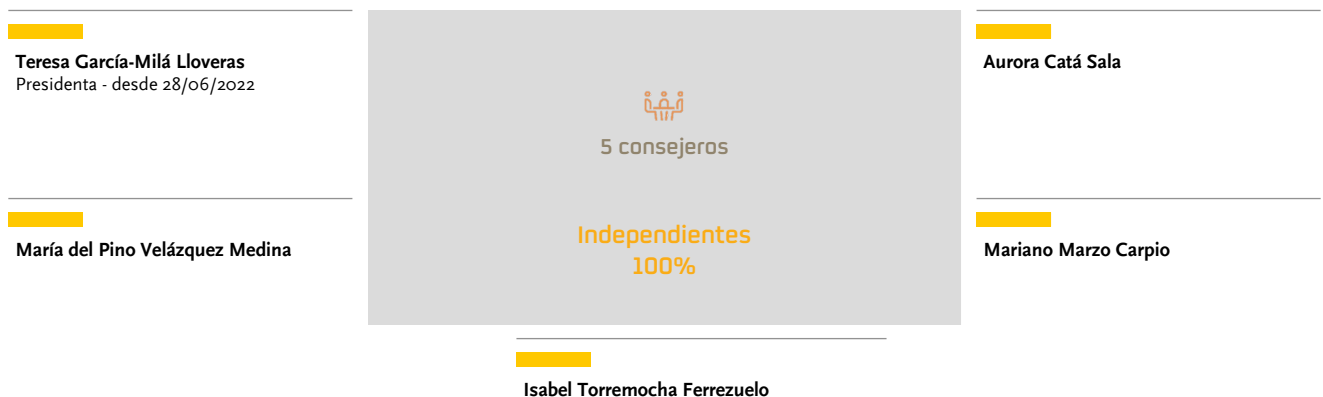 Teresa García-Milá Lloveras
Presidenta - desde 28/06/2022
5 consejeros
Independientes
100%
Aurora Catá Sala
María del Pino Velázquez Medina
Mariano Marzo Carpio
Isabel Torremocha Ferrezuelo